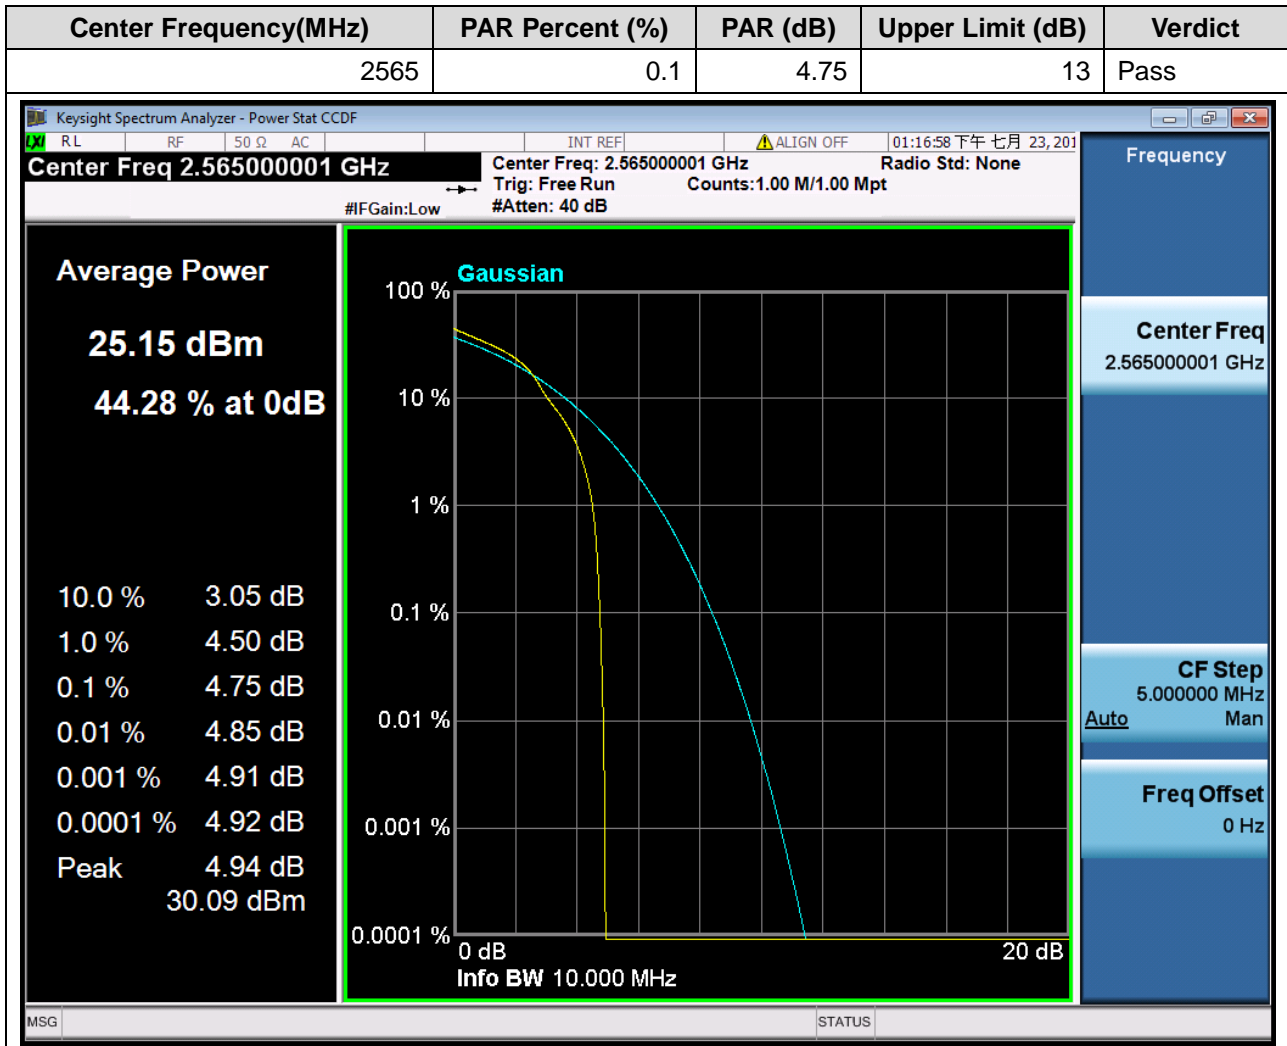 Center Frequency(MHz) PAR Percent (%) PAR (dB) Upper Limit (dB) Verdict
2565 0.1 4.75 13 Pass
Keysight Spectrum Analyzer - Power Stat CCDF
LXI RL RF 50 Ω AC INT REF ALIGN OFF 01:16:58 下午 七月 23, 201
Center Freq 2.565000001 GHz
Center Freq: 2.565000001 GHz Radio Std: None
Trig: Free Run Counts:1.00 M/1.00 Mpt
#IFGain:Low #Atten: 40 dB
Average Power
25.15 dBm
44.28 % at 0dB
10.0 % 3.05 dB
1.0 % 4.50 dB
0.1 % 4.75 dB
0.01 % 4.85 dB
0.001 % 4.91 dB
0.0001 % 4.92 dB
Peak 4.94 dB
30.09 dBm
Gaussian
100 %
10 %
1 %
0.1 %
0.01 %
0.001 %
0.0001 %
0 dB 20 dB
Info BW 10.000 MHz
Frequency
Center Freq
2.565000001 GHz
CF Step
5.000000 MHz
Auto Man
Freq Offset
0 Hz
MSG STATUS